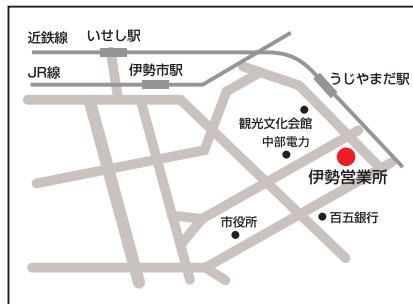 近鉄線
いせし駅
JR線
伊勢市駅
うじやまだ駅
観光文化会館
中部電力
伊勢営業所
市役所
百五銀行